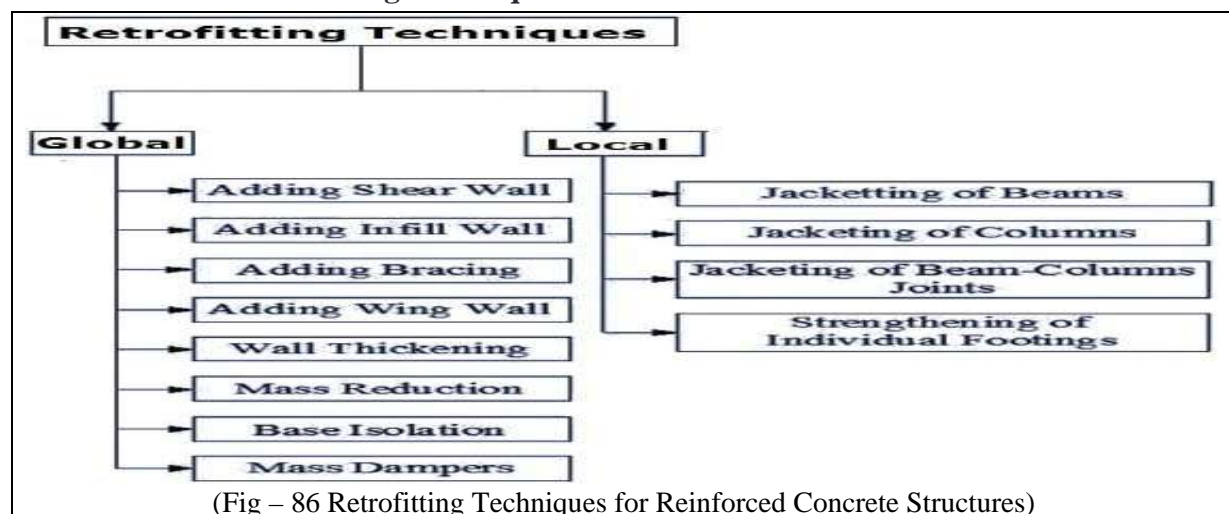 Retrofitting Techniques
Global
Adding Shear Wall
Adding Infill Wall
Adding Bracing
Adding Wing Wall
Wall Thickening
Mass Reduction
Base Isolation
Mass Dampers
Local
Jacketting of Beams
Jacketing of Columns
Jacketing of Beam-Columns
Joints
Strengthening of
Individual Footings
(Fig – 86 Retrofitting Techniques for Reinforced Concrete Structures)